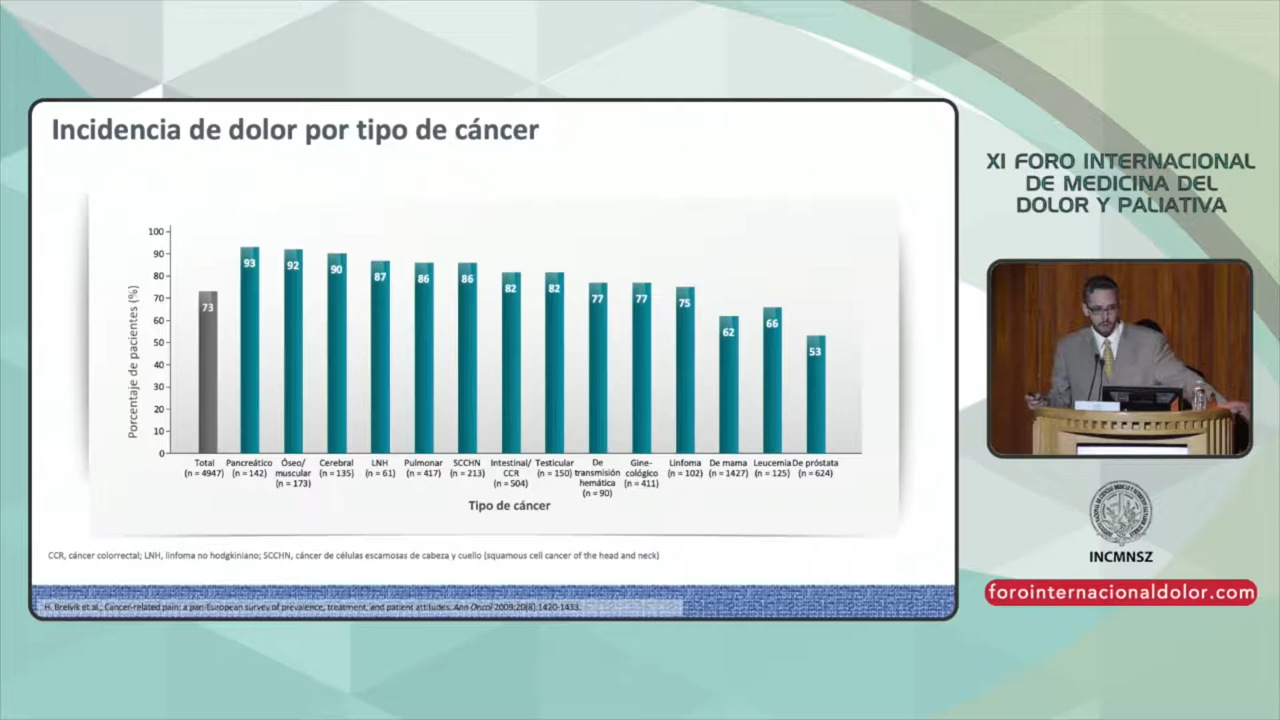 Incidencia de dolor por tipo de cáncer
Porcentaje de pacientes (%)
100
90
80
70
60
50
40
30
20
10
0
73
93
92
90
87
86
86
82
82
77
77
75
62
66
53
Total
(n = 4947)
Pancreático
(n = 142)
Óseo/
muscular
(n = 173)
Cerebral
(n = 135)
LNH
(n = 61)
Pulmonar
(n = 417)
SCCHN
(n = 213)
Intestinal/
CCR
(n = 504)
Testicular
(n = 150)
De
transmisión
hemática
(n = 90)
Gine-
cológico
(n = 411)
Linfoma
(n = 102)
De mama
(n = 1427)
Leucemia
(n = 125)
De próstata
(n = 624)
Tipo de cáncer
CCR, cáncer colorrectal; LNH, linfoma no hodgkiniano; SCCHN, cáncer de células escamosas de cabeza y cuello (squamous cell cancer of the head and neck)
H. Breivik et al., Cancer-related pain: a pan-European survey of prevalence, treatment, and patient attitudes. Ann Oncol 2009;20(8):1420-1433.
XI FORO INTERNACIONAL
DE MEDICINA DEL
DOLOR Y PALIATIVA
INCMNSZ
forointernacionaldolor.com